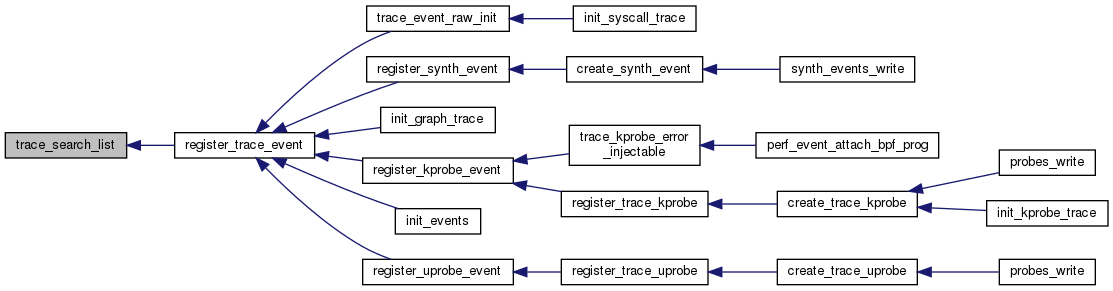 trace_event_raw_init
init_syscall_trace
register_synth_event
create_synth_event
synth_events_write
init_graph_trace
trace_search_list
register_trace_event
trace_kprobe_error
_injectable
perf_event_attach_bpf_prog
register_kprobe_event
probes_write
register_trace_kprobe
create_trace_kprobe
init_kprobe_trace
init_events
register_uprobe_event
register_trace_uprobe
create_trace_uprobe
probes_write